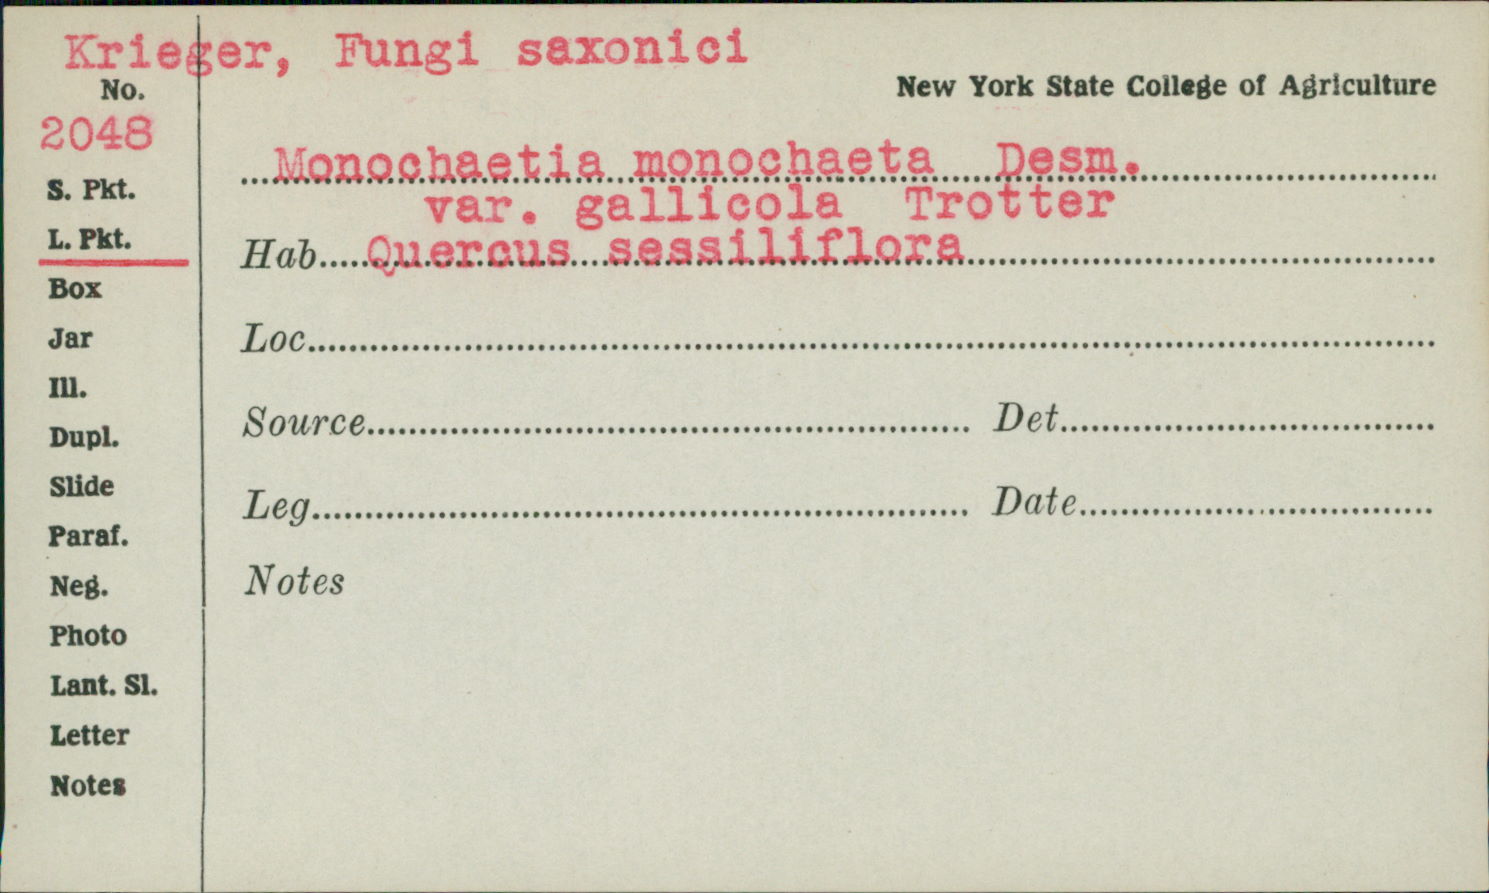 Krieger, Fungi saxonici
No.
New York State College of Agriculture
2048
Monochaetia monochaeta Desm.
S. Pkt.
var. gallicola Trotter
L. Pkt.
Hab.....Quercus sessiliflora
Box
Jar
Loc.
Ill.
Dupl.
Source
Det.
Slide
Leg.
Date
Paraf.
Neg.
Notes
Photo
Lant. Sl.
Letter
Notes